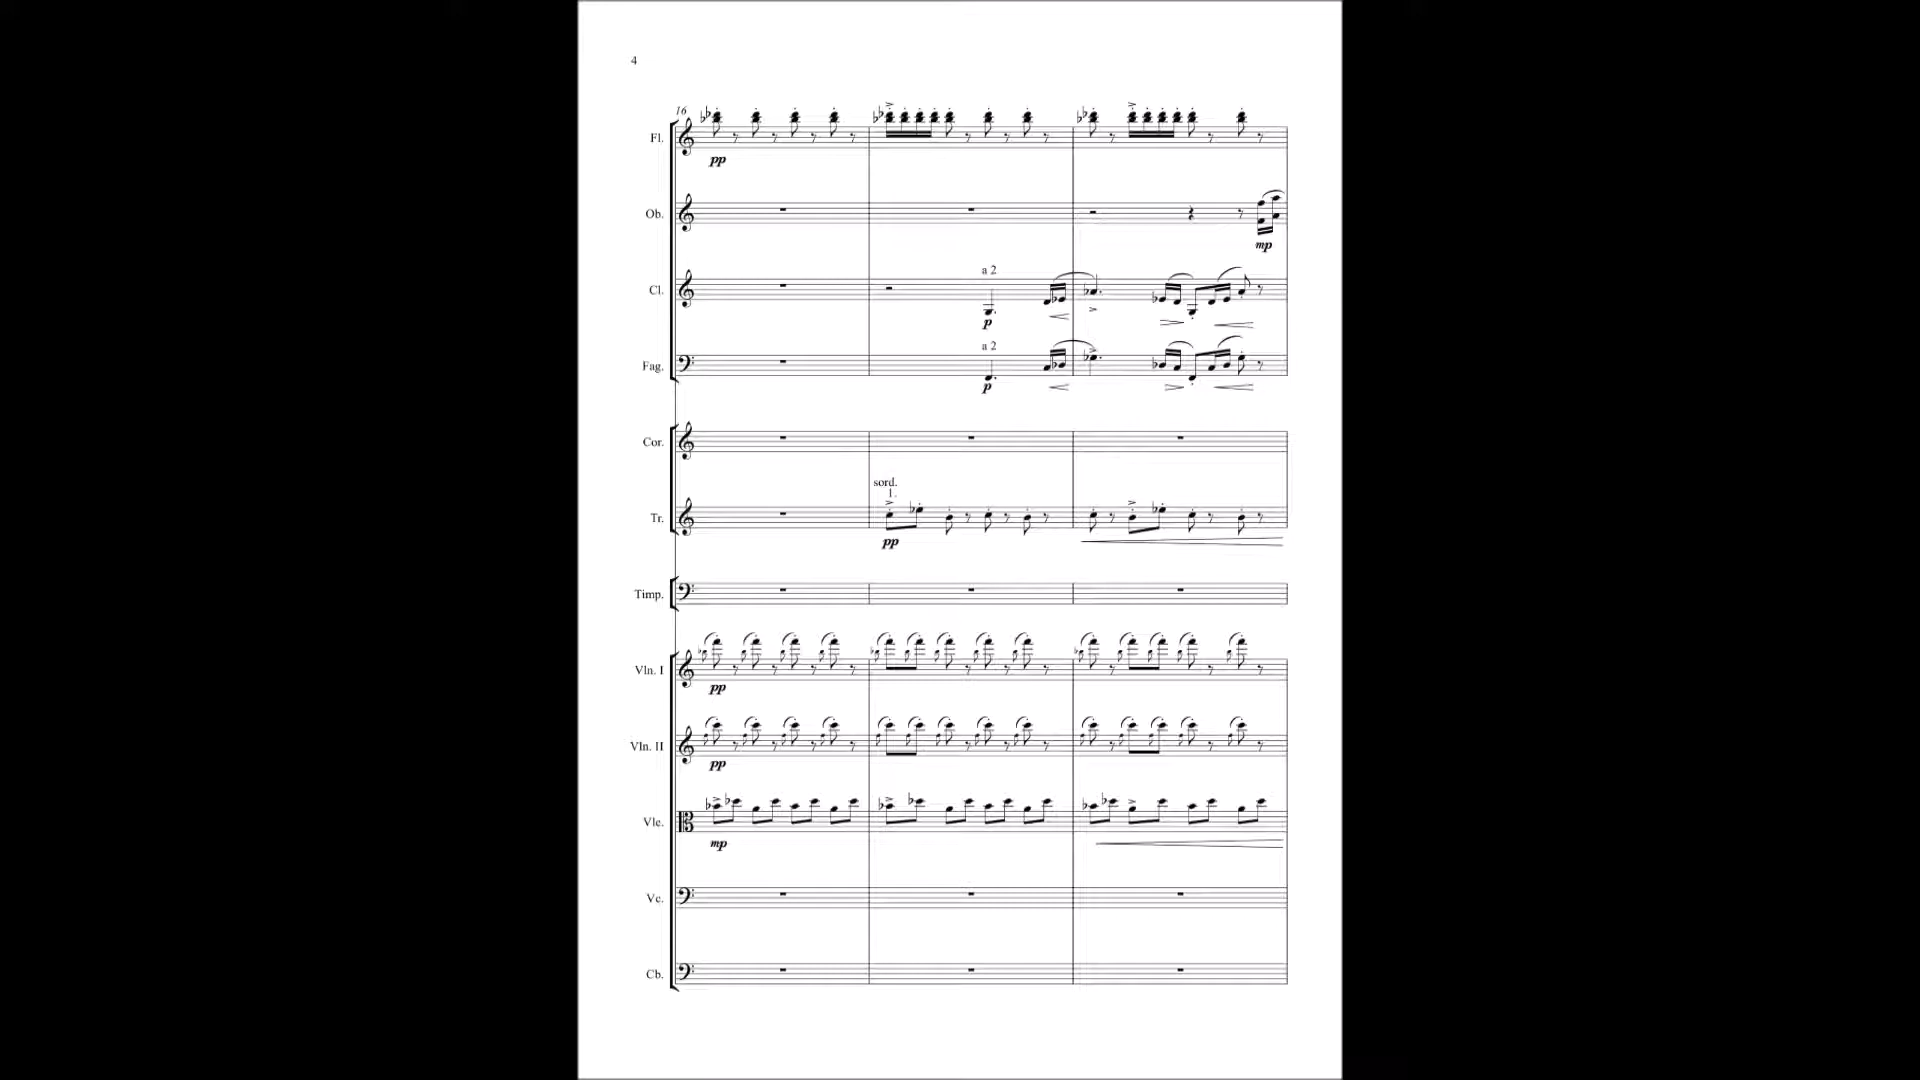 4
16
Fl.
pp
Ob.
mp
a 2
Cl.
p
a 2
Fag.
p
Cor.
sord.
1.
Tr.
pp
Timp.
Vln. I
pp
Vln. II
pp
Vle.
mp
Vc.
Cb.